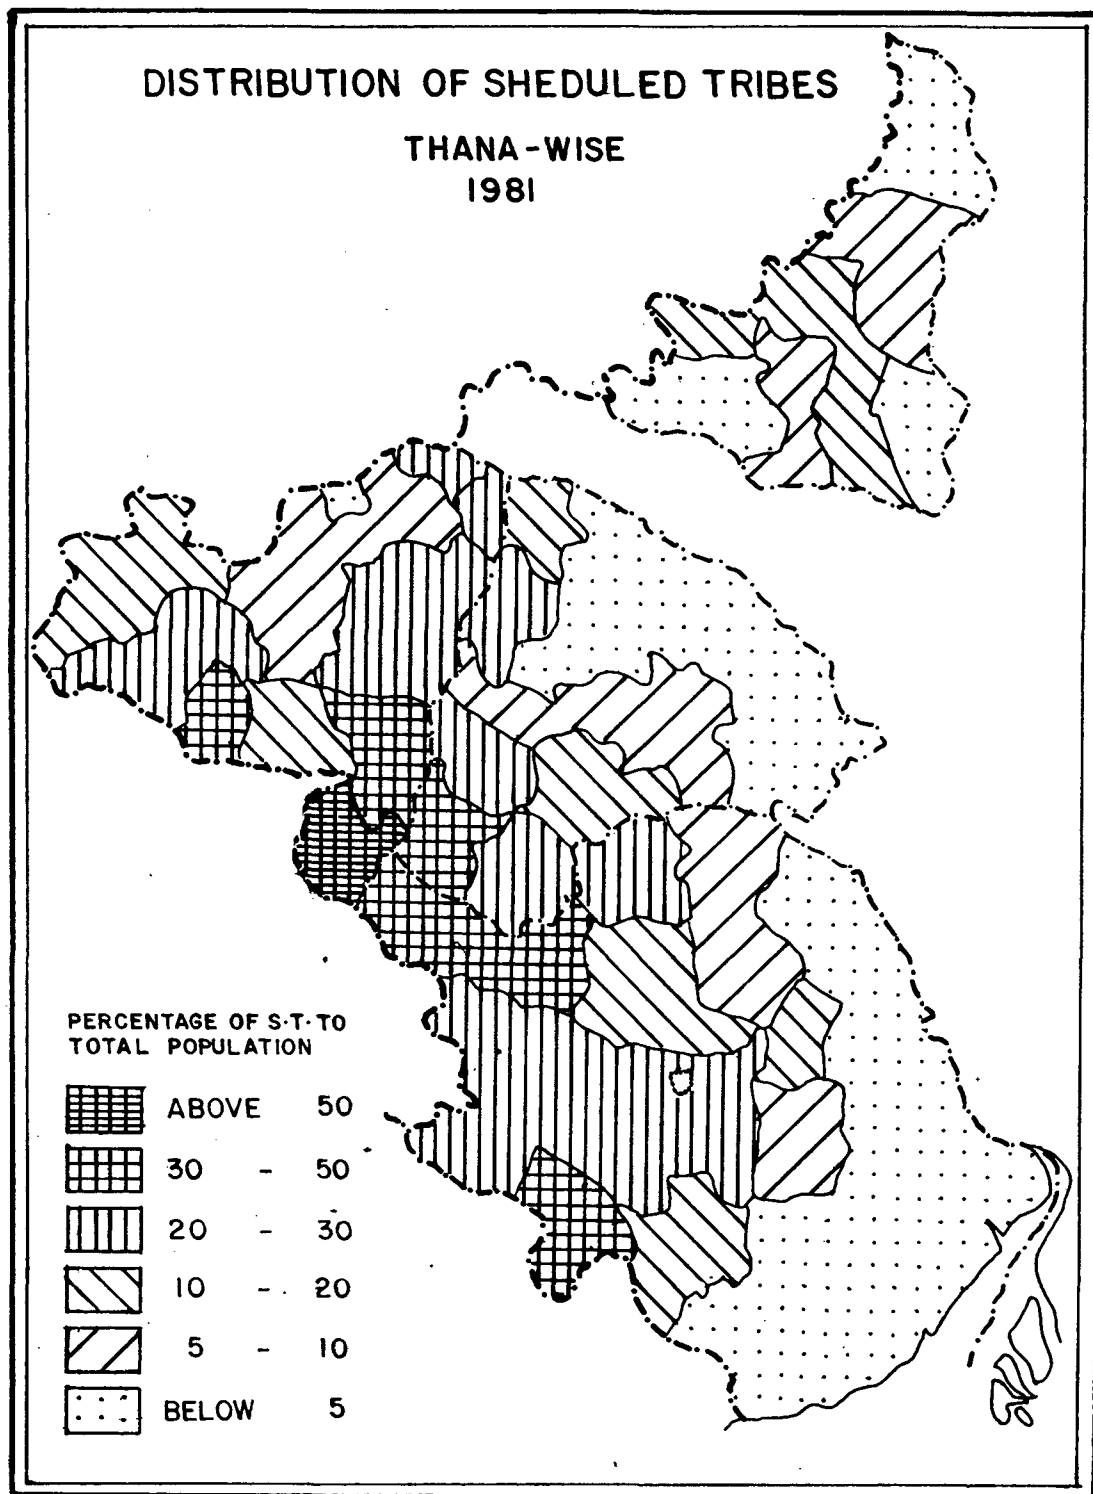 DISTRIBUTION OF SHEDULED TRIBES
THANA-WISE
1981
PERCENTAGE OF S·T· TO
TOTAL POPULATION
ABOVE 50
30 - 50
20 - 30
10 - 20
5 - 10
BELOW 5